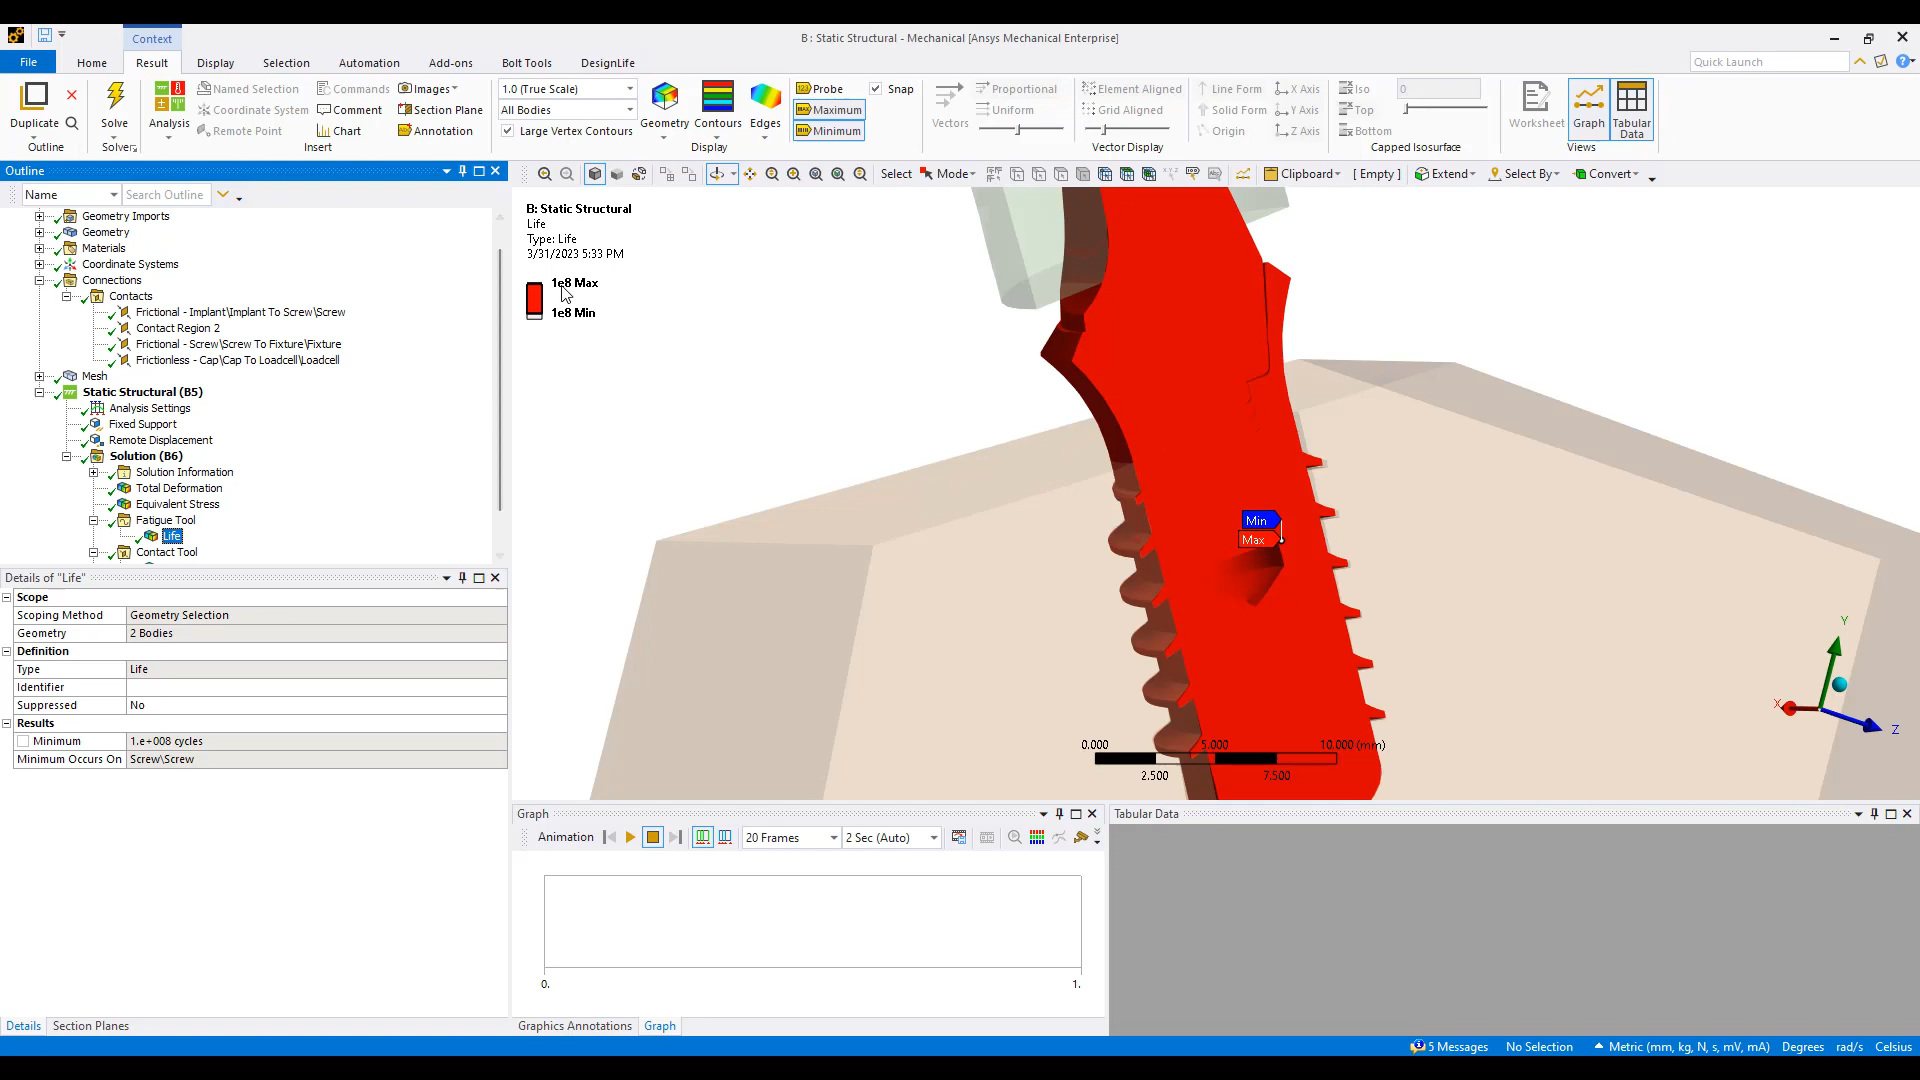 Context
B : Static Structural - Mechanical [Ansys Mechanical Enterprise]
File Home Result Display Selection Automation Add-ons Bolt Tools DesignLife
Quick Launch
Duplicate
Outline
Solve
Solver
Analysis
Named Selection
Coordinate System
Remote Point
Commands
Comment
Chart
Images
Section Plane
Annotation
Insert
1.0 (True Scale)
All Bodies
Large Vertex Contours
Geometry
Contours
Edges
Probe
Maximum
Minimum
Snap
Display
Vectors
Proportional
Uniform
Element Aligned
Grid Aligned
Line Form
Solid Form
Origin
X Axis
Y Axis
Z Axis
Vector Display
Iso
0
Top
Bottom
Capped Isosurface
Worksheet
Graph
Tabular
Data
Views
Outline
Name
Search Outline
Select Mode Clipboard [ Empty ] Extend Select By Convert
Geometry Imports
Geometry
Materials
Coordinate Systems
Connections
Contacts
Frictional - Implant\Implant To Screw\Screw
Contact Region 2
Frictional - Screw\Screw To Fixture\Fixture
Frictionless - Cap\Cap To Loadcell\Loadcell
Mesh
Static Structural (B5)
Analysis Settings
Fixed Support
Remote Displacement
Solution (B6)
Solution Information
Total Deformation
Equivalent Stress
Fatigue Tool
Life
Contact Tool
B: Static Structural
Life
Type: Life
3/31/2023 5:33 PM
1e8 Max
1e8 Min
Min
Max
0.000 5.000 10.000 (mm)
2.500 7.500
Y
X
Z
Details of "Life"
Scope
Scoping Method Geometry Selection
Geometry 2 Bodies
Definition
Type Life
Identifier
Suppressed No
Results
Minimum 1.e+008 cycles
Minimum Occurs On Screw\Screw
Graph
Animation 20 Frames 2 Sec (Auto)
0. 1.
Tabular Data
Details Section Planes
Graphics Annotations Graph
5 Messages No Selection Metric (mm, kg, N, s, mV, mA) Degrees rad/s Celsius